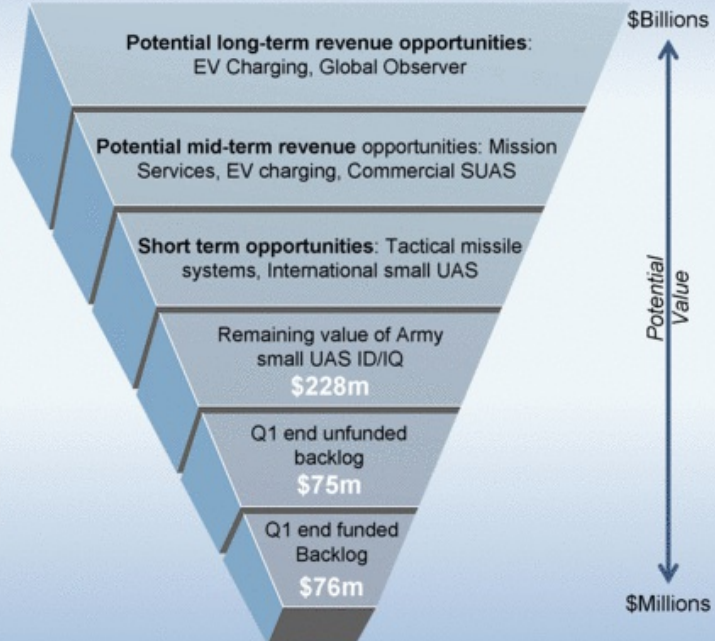 $Billions
Potential long-term revenue opportunities:
EV Charging, Global Observer
Potential mid-term revenue opportunities: Mission
Services, EV charging, Commercial SUAS
Short term opportunities: Tactical missile
systems, International small UAS
Potential
Value
Remaining value of Army
small UAS ID/IQ
$228m
Q1 end unfunded
backlog
$75m
Q1 end funded
Backlog
$76m
$Millions